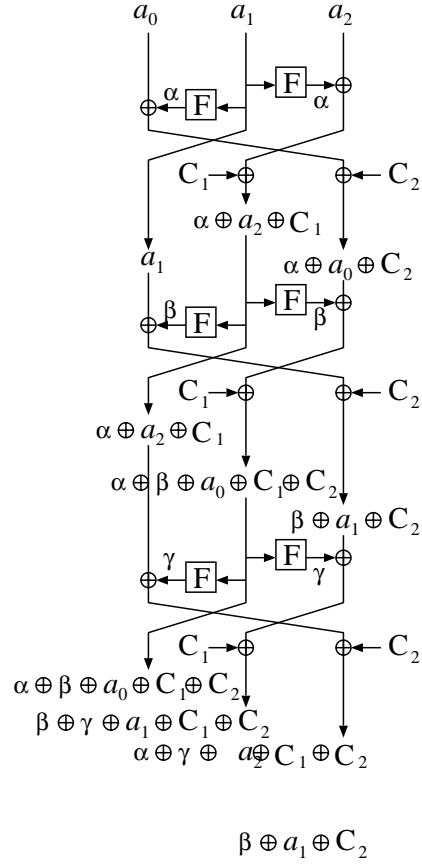 a₀ a₁ a₂
F α
α F
C₁ C₂
α ⊕ a₂ ⊕ C₁
a₁ α ⊕ a₀ ⊕ C₂
F β
β F
C₁ C₂
α ⊕ a₂ ⊕ C₁
α ⊕ β ⊕ a₀ ⊕ C₁ ⊕ C₂
β ⊕ a₁ ⊕ C₂
F γ
γ F
C₁ C₂
α ⊕ β ⊕ a₀ ⊕ C₁ ⊕ C₂
β ⊕ γ ⊕ a₁ ⊕ C₁ ⊕ C₂
α ⊕ γ ⊕ a₂ ⊕ C₁ ⊕ C₂
β ⊕ a₁ ⊕ C₂